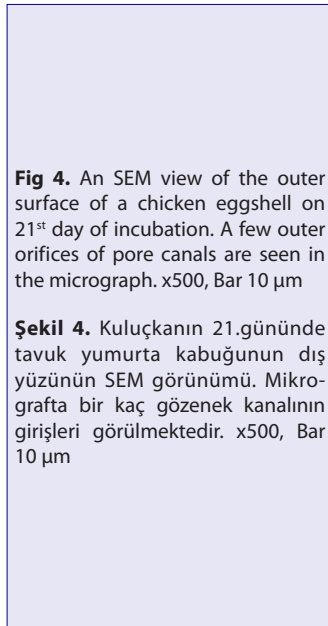 Fig 4. An SEM view of the outer
surface of a chicken eggshell on
21st day of incubation. A few outer
orifices of pore canals are seen in
the micrograph. x500, Bar 10 µm
Şekil 4. Kuluçkanın 21.gününde
tavuk yumurta kabuğunun dış
yüzünün SEM görünümü. Mikro-
grafta bir kaç gözenek kanalının
girişleri görülmektedir. x500, Bar
10 µm